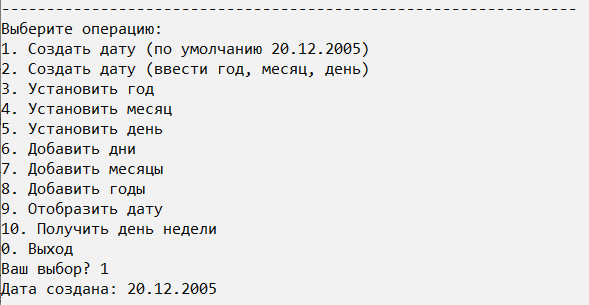 ----------------------------------------------------------------
Выберите операцию:
1. Создать дату (по умолчанию 20.12.2005)
2. Создать дату (ввести год, месяц, день)
3. Установить год
4. Установить месяц
5. Установить день
6. Добавить дни
7. Добавить месяцы
8. Добавить годы
9. Отобразить дату
10. Получить день недели
0. Выход
Ваш выбор? 1
Дата создана: 20.12.2005